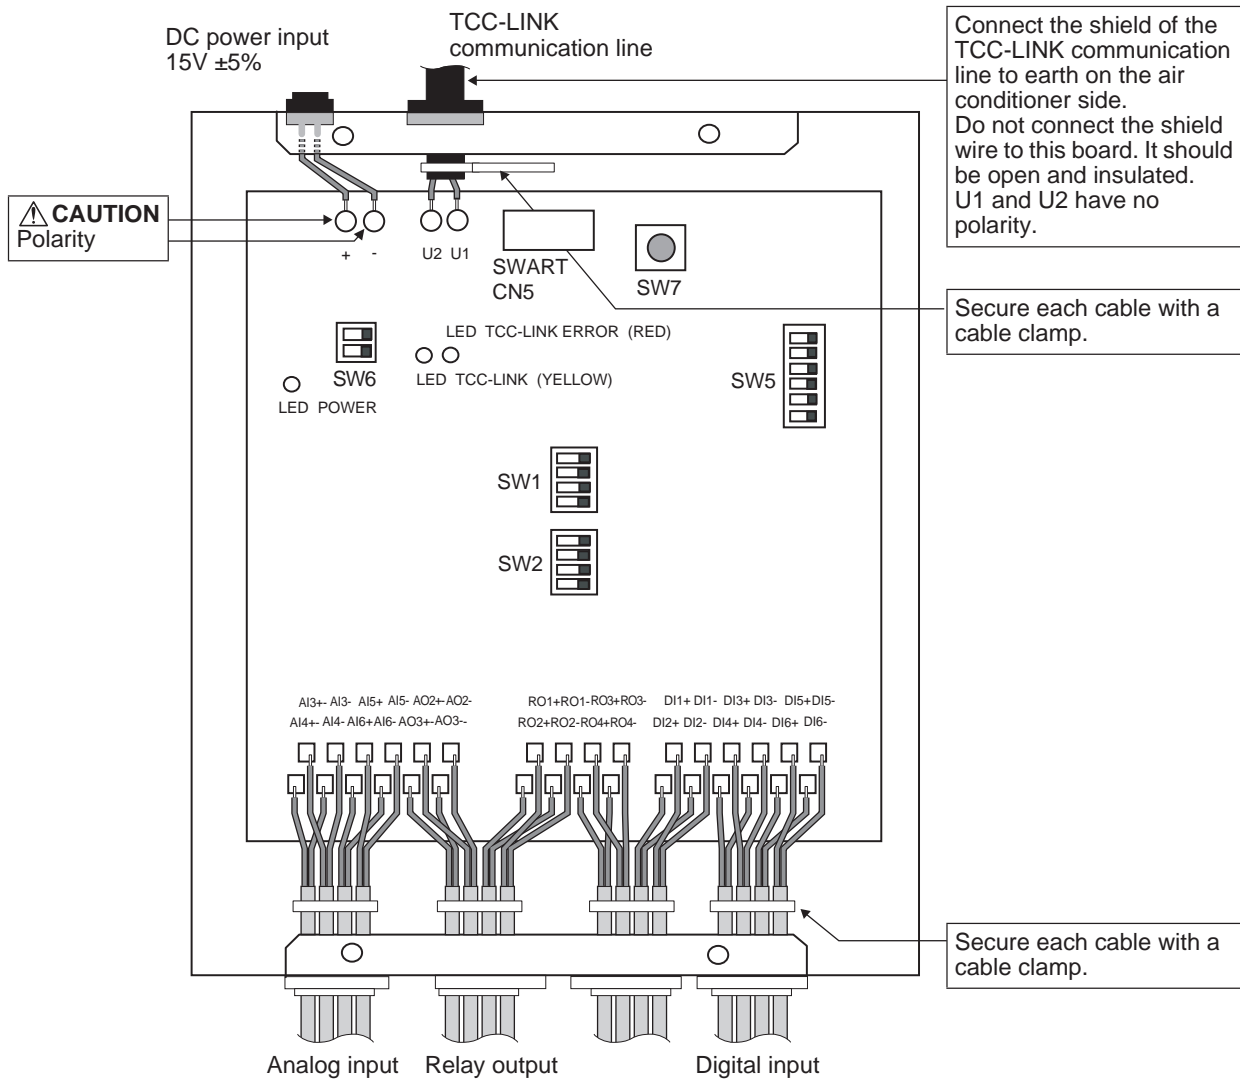 DC power input
15V ±5%
TCC-LINK
communication line
Connect the shield of the
TCC-LINK communication
line to earth on the air
conditioner side.
Do not connect the shield
wire to this board. It should
be open and insulated.
U1 and U2 have no
polarity.
⚠ CAUTION
Polarity
+ -
U2 U1
SWART
CN5
SW7
Secure each cable with a
cable clamp.
LED TCC-LINK ERROR (RED)
SW6
LED TCC-LINK (YELLOW)
SW5
LED POWER
SW1
SW2
AI3+- AI3- AI5+ AI5- AO2+-AO2-
RO1+RO1-RO3+RO3-
DI1+ DI1- DI3+ DI3- DI5+DI5-
AI4+- AI4- AI6+AI6- AO3+-AO3--
RO2+RO2-RO4+RO4-
DI2+ DI2- DI4+ DI4- DI6+ DI6-
Secure each cable with a
cable clamp.
Analog input
Relay output
Digital input